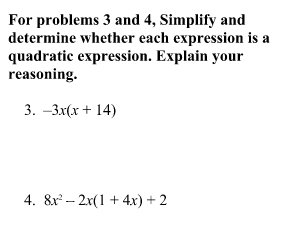 For problems 3 and 4, Simplify and
determine whether each expression is a
quadratic expression. Explain your
reasoning.
3. –3x(x + 14)
4. 8x² – 2x(1 + 4x) + 2